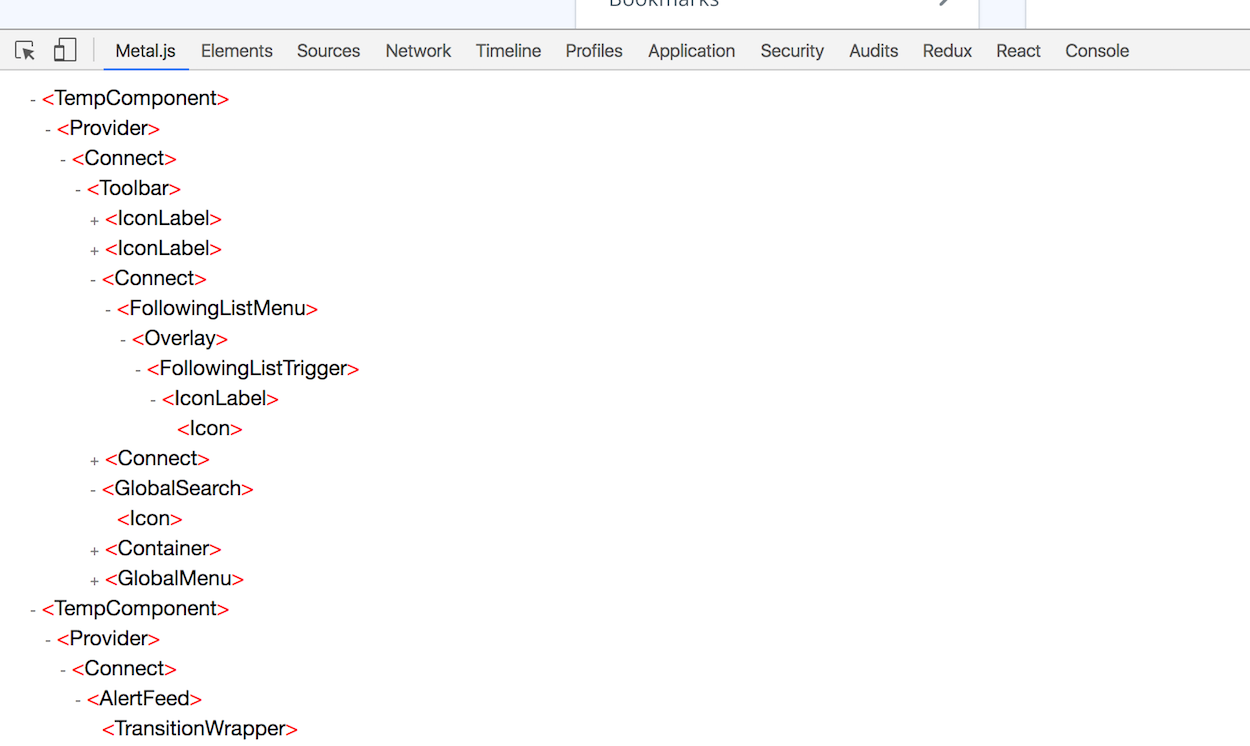 Bookmarks
Metal.js Elements Sources Network Timeline Profiles Application Security Audits Redux React Console
- <TempComponent>
- <Provider>
- <Connect>
- <Toolbar>
+ <IconLabel>
+ <IconLabel>
- <Connect>
- <FollowingListMenu>
- <Overlay>
- <FollowingListTrigger>
- <IconLabel>
<Icon>
+ <Connect>
- <GlobalSearch>
<Icon>
+ <Container>
+ <GlobalMenu>
- <TempComponent>
- <Provider>
- <Connect>
- <AlertFeed>
<TransitionWrapper>